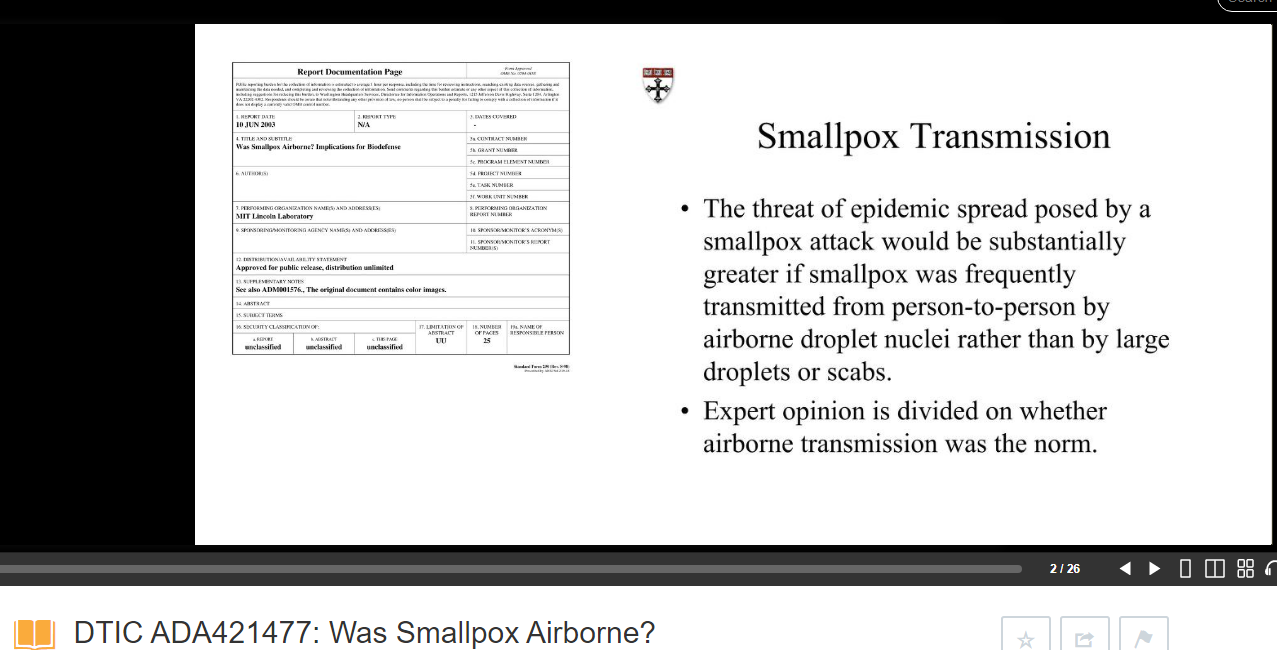 Report Documentation Page
Form Approved
OMB No. 0704-0188
1. REPORT DATE
10 JUN 2003
2. REPORT TYPE
N/A
3. DATES COVERED
-
4. TITLE AND SUBTITLE
Was Smallpox Airborne? Implications for Biodefense
5a. CONTRACT NUMBER
5b. GRANT NUMBER
5c. PROGRAM ELEMENT NUMBER
6. AUTHOR(S)
5d. PROJECT NUMBER
5e. TASK NUMBER
5f. WORK UNIT NUMBER
7. PERFORMING ORGANIZATION NAME(S) AND ADDRESS(ES)
MIT Lincoln Laboratory
8. PERFORMING ORGANIZATION
REPORT NUMBER
9. SPONSORING/MONITORING AGENCY NAME(S) AND ADDRESS(ES)
10. SPONSOR/MONITOR'S ACRONYM(S)
11. SPONSOR/MONITOR'S REPORT
NUMBER(S)
12. DISTRIBUTION/AVAILABILITY STATEMENT
Approved for public release, distribution unlimited
13. SUPPLEMENTARY NOTES
See also ADM001576., The original document contains color images.
14. ABSTRACT
15. SUBJECT TERMS
16. SECURITY CLASSIFICATION OF:
17. LIMITATION OF
ABSTRACT
UU
18. NUMBER
OF PAGES
25
19a. NAME OF
RESPONSIBLE PERSON
a. REPORT
unclassified
b. ABSTRACT
unclassified
c. THIS PAGE
unclassified
Smallpox Transmission
• The threat of epidemic spread posed by a
smallpox attack would be substantially
greater if smallpox was frequently
transmitted from person-to-person by
airborne droplet nuclei rather than by large
droplets or scabs.
• Expert opinion is divided on whether
airborne transmission was the norm.
2 / 26
DTIC ADA421477: Was Smallpox Airborne?